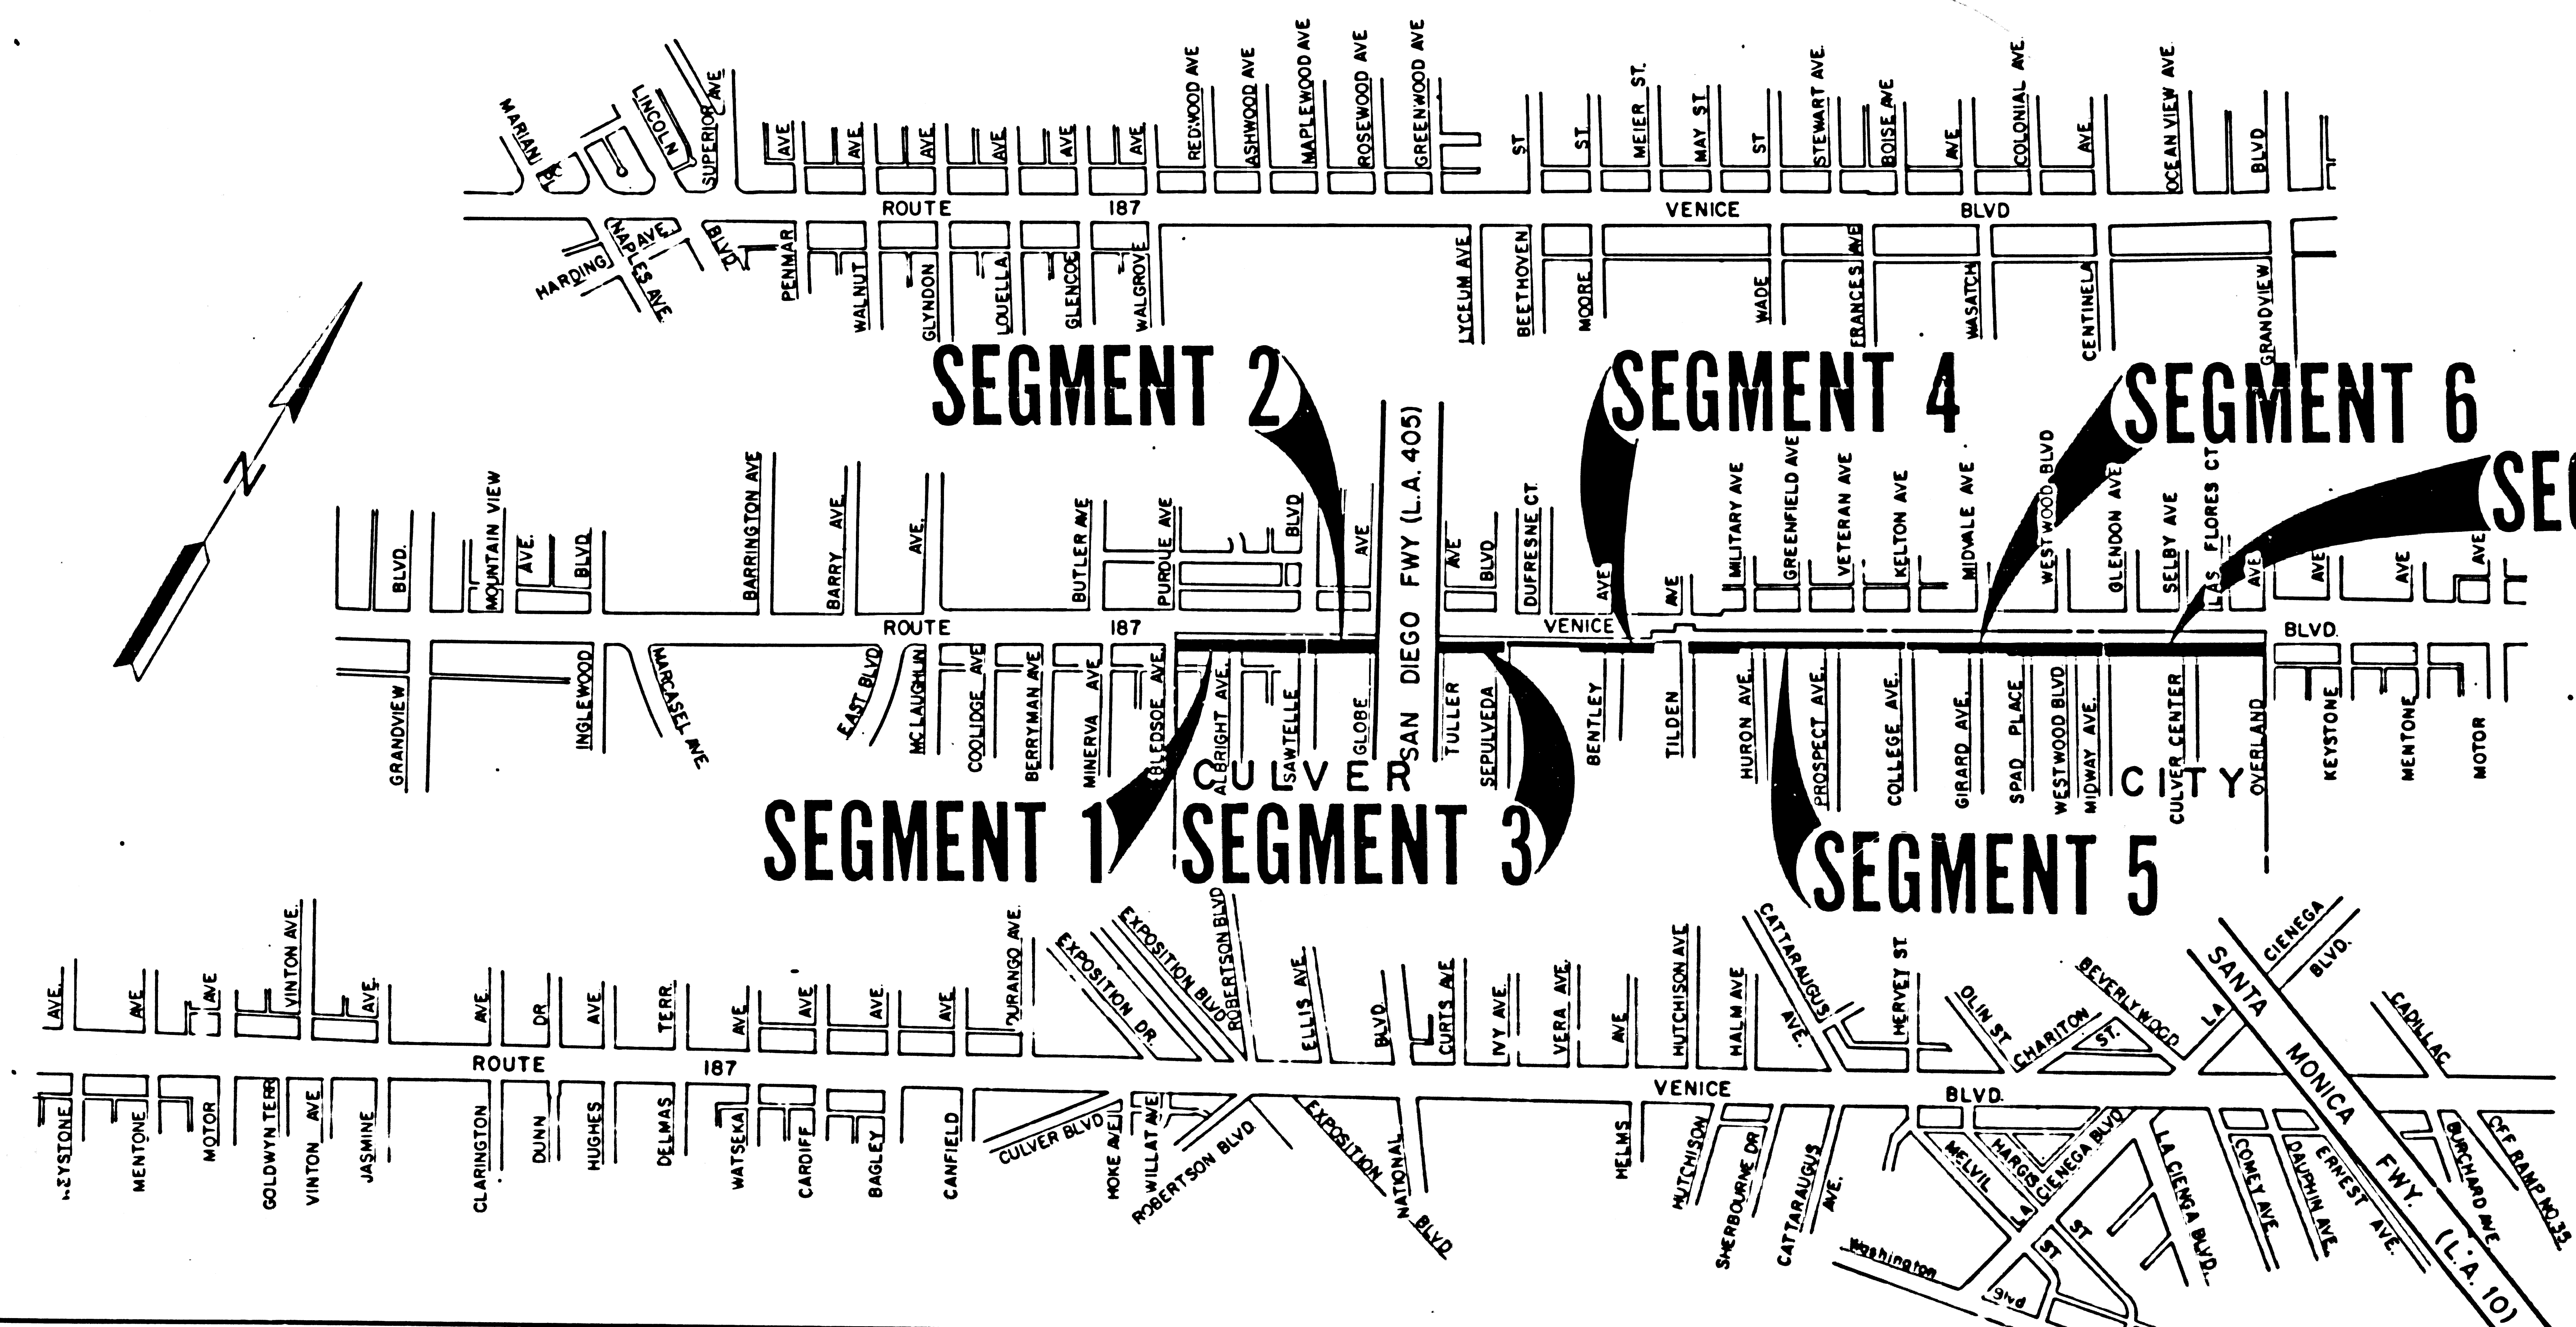 MARIAN PL
LINCOLN
SUPERIOR AVE
AVE
AVE
AVE
AVE
AVE
AVE
REDWOOD AVE
ASHWOOD AVE
MAPLEWOOD AVE
ROSEWOOD AVE
GREENWOOD AVE
ST
ST.
MEIER ST.
MAY ST.
ST
STEWART AVE.
BOISE AVE
AVE
COLONIAL AVE.
AVE.
OCEAN VIEW AVE.
BLVD
ROUTE 187 VENICE BLVD
HARDING
NAPLES AVE.
AVE.
BLVD.
PENMAR
WALNUT
GLYNDON
LOUELLA
GLENCOE
WALGROVE
LYCEUM AVE
BEETHOVEN
MOORE
WADE
FRANCES AVE
WASATCH
CENTINELA
GRANDVIEW
N
SEGMENT 2
SEGMENT 4
SEGMENT 6
SEG
BLVD.
MOUNTAIN VIEW
AVE.
BLVD.
BARRINGTON AVE
BARRY AVE.
AVE.
BUTLER AVE
PURDUE AVE
BLVD
AVE
SAN DIEGO FWY (L.A. 405)
AVE
BLVD
DUFRESNE CT.
AVE
AVE
MILITARY AVE
GREENFIELD AVE
VETERAN AVE
KELTON AVE
MIDVALE AVE
WESTWOOD BLVD
GLENDON AVE
SELBY AVE
LAS FLORES CT
AVE
AVE
AVE
AVE
ROUTE 187 VENICE BLVD.
GRANDVIEW
INGLEWOOD
MARCASEL AVE
EAST BLVD
MCLAUGHLIN
COOLIDGE AVE
BERRYMAN AVE
MINERVA AVE
BLEDSOE AVE.
ALBRIGHT AVE.
SAWTELLE
GLOBE
TULLER
SEPULVEDA
BENTLEY
TILDEN
HURON AVE.
PROSPECT AVE.
COLLEGE AVE.
GIRARD AVE.
SPAD PLACE
WESTWOOD BLVD
MIDWAY AVE.
CULVER CENTER
OVERLAND
KEYSTONE
MENTONE
MOTOR
CULVER CITY
SEGMENT 1
SEGMENT 3
SEGMENT 5
AVE.
AVE
AVE
VINTON AVE.
AVE.
AVE.
DR
AVE
TERR.
AVE
AVE
AVE
AVE
DURANGO AVE.
EXPOSITION DR.
EXPOSITION BLVD
ROBERTSON BLVD
ELLIS AVE.
BLVD.
CURTS AVE
IVY AVE.
VERA AVE.
AVE
HUTCHISON AVE
HALM AVE
CATTARAUGUS AVE.
HERVEY ST.
OLIN ST
CHARITON ST.
BEVERLYWOOD
LA CIENEGA BLVD.
SANTA MONICA FWY. (L.A. 10)
CADILLAC
ROUTE 187 VENICE BLVD.
KEYSTONE
MENTONE
MOTOR
GOLDWYN TERR
VINTON AVE
JASMINE
CLARINGTON
DUNN
HUGHES
DELMAS
WATSEKA
CARDIFF
BAGLEY
CANFIELD
CULVER BLVD
HOKE AVE
WILLAT AVE
ROBERTSON BLVD.
EXPOSITION
NATIONAL BLVD
HELMS
HUTCHISON
SHERBOURNE DR
CATTARAUGUS AVE.
MELVIL ST
HARGIS ST
LA CIENEGA BLVD
LA CIENGA BLVD.
COMEY AVE.
DAUPHIN AVE.
ERNEST AVE.
BURCHARD AVE.
OFF RAMP NO.35
Washington Blvd